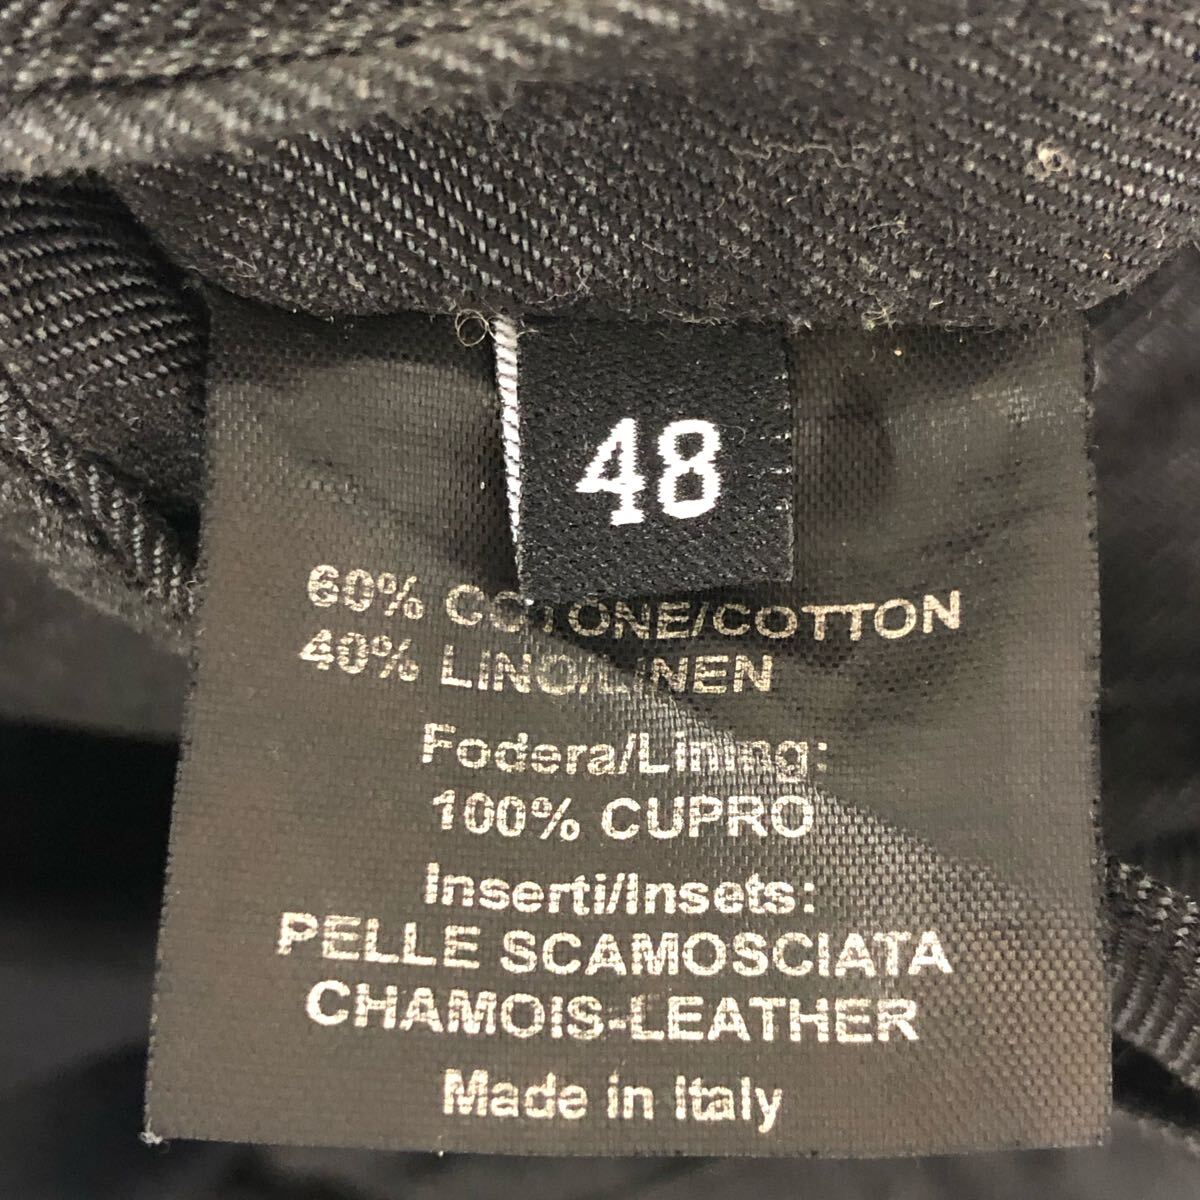 48
60% COTONE/COTTON
40% LINO/LINEN
Fodera/Lining:
100% CUPRO
Inserti/Insets:
PELLE SCAMOSCIATA
CHAMOIS-LEATHER
Made in Italy